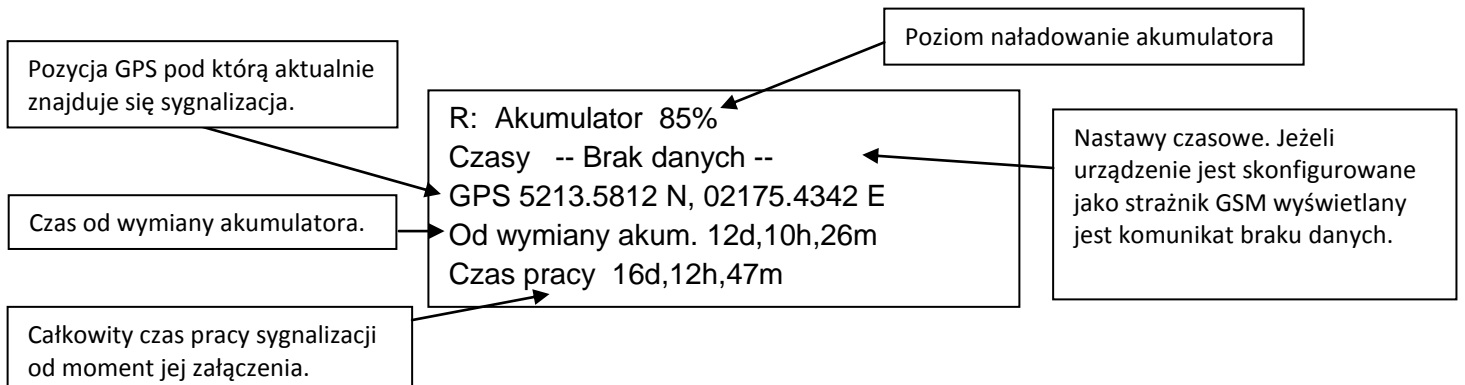 Poziom naładowanie akumulatora
Pozycja GPS pod którą aktualnie
znajduje się sygnalizacja.
R: Akumulator 85%
Czasy -- Brak danych --
GPS 5213.5812 N, 02175.4342 E
Od wymiany akum. 12d,10h,26m
Czas pracy 16d,12h,47m
Nastawy czasowe. Jeżeli
urządzenie jest skonfigurowane
jako strażnik GSM wyświetlany
jest komunikat braku danych.
Czas od wymiany akumulatora.
Całkowity czas pracy sygnalizacji
od moment jej załączenia.